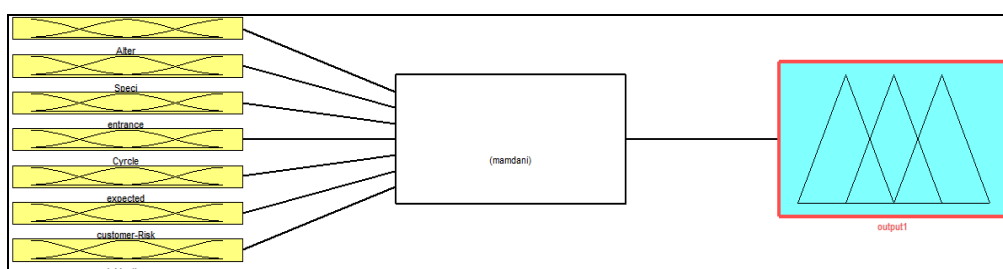 Alter
Speci
entrance
Cyrcle
expected
customer-Risk
(mamdani)
output1